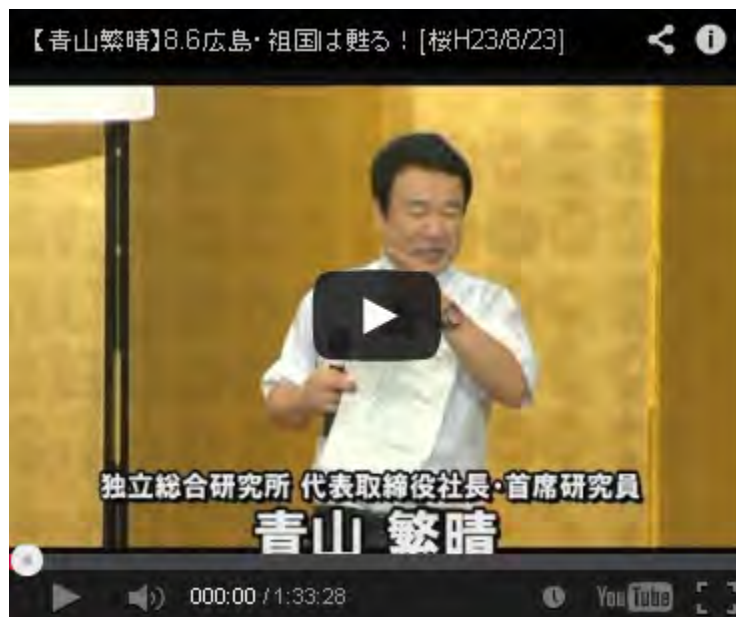 【青山繁晴】8.6広島・祖国は甦る！[桜H23/8/23]
独立総合研究所 代表取締役社長・首席研究員
青山 繁晴
000:00 / 1:33:28
YouTube